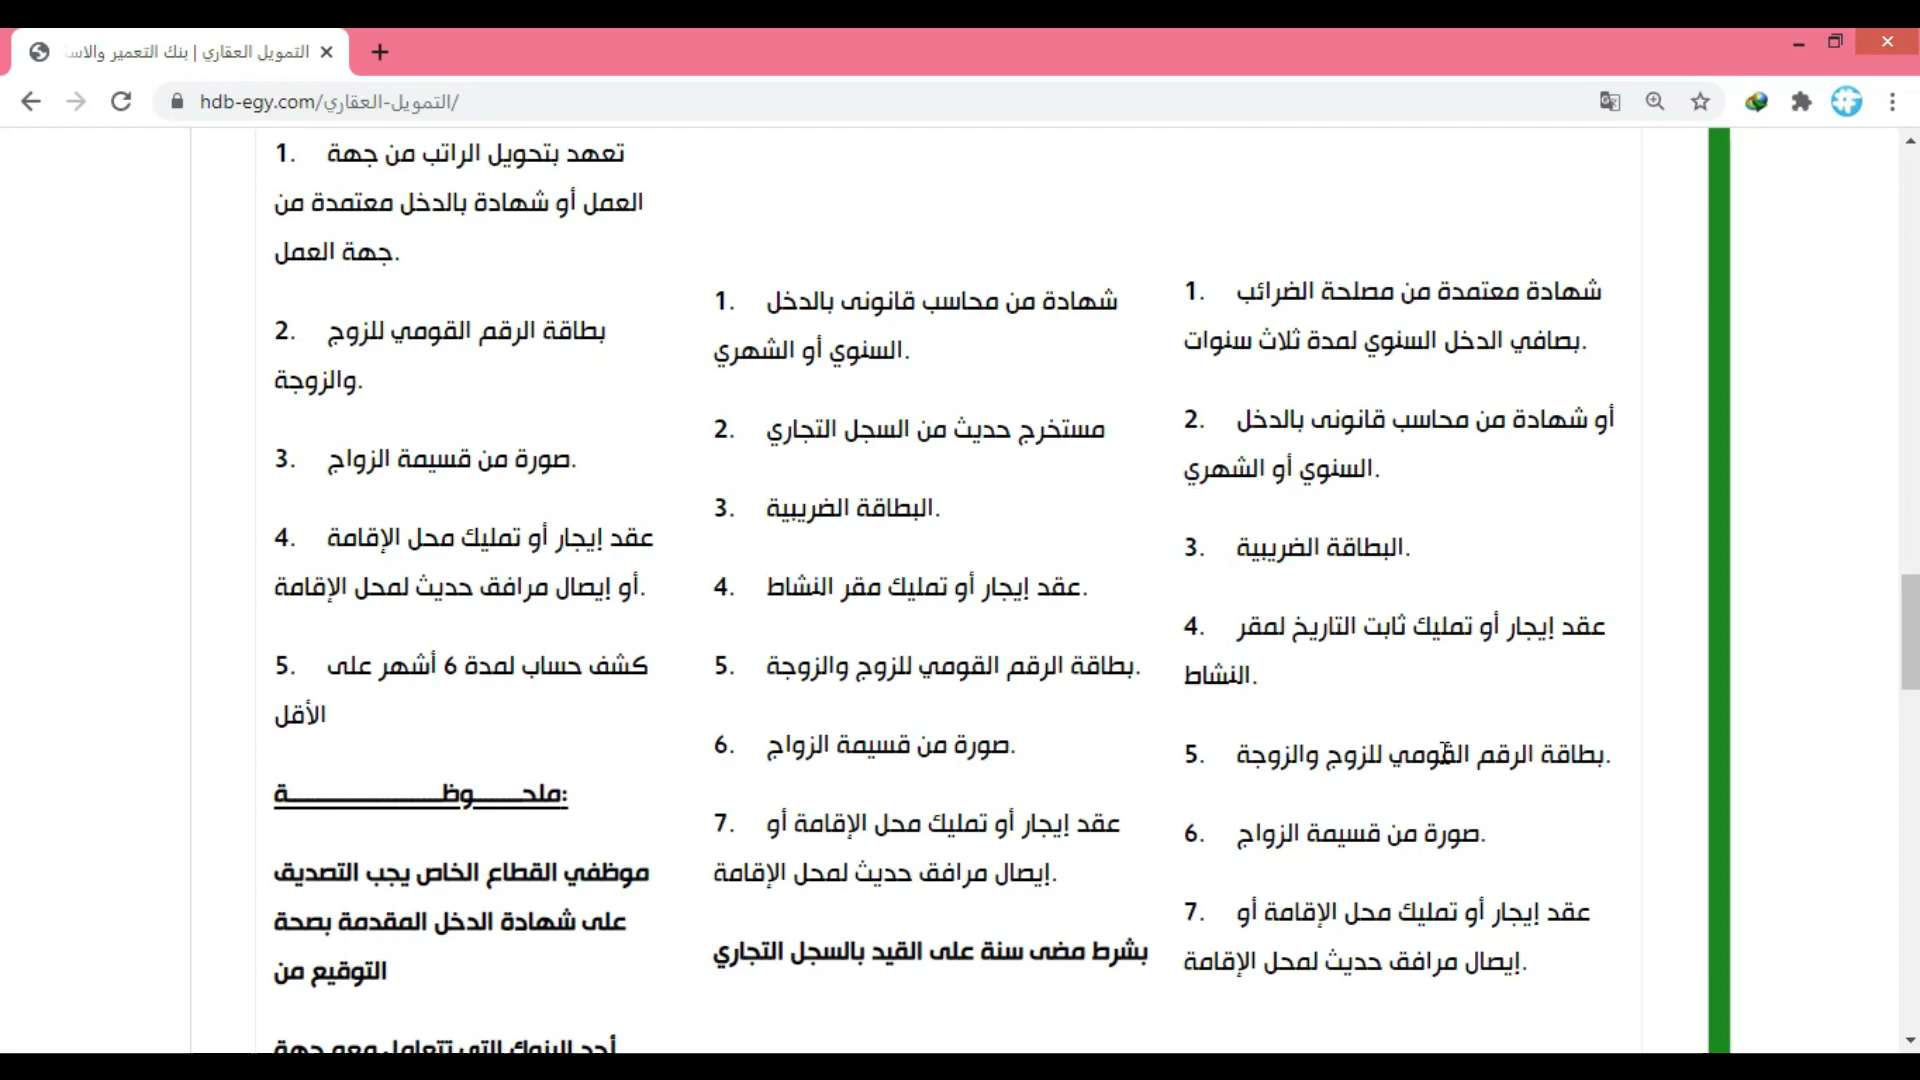 التمويل العقاري | بنك التعمير والاس
hdb-egy.com/التمويل-العقاري/
1. تعهد بتحويل الراتب من جهة
العمل أو شهادة بالدخل معتمدة من
جهة العمل.
2. بطاقة الرقم القومي للزوج
والزوجة.
3. صورة من قسيمة الزواج.
4. عقد إيجار أو تمليك محل الإقامة
أو إيصال مرافق حديث لمحل الإقامة.
5. كشف حساب لمدة 6 أشهر على
الأقل
ملحـــــوظـــــــــــــــــة:
موظفي القطاع الخاص يجب التصديق
على شهادة الدخل المقدمة بصحة
التوقيع من
أحد البنوك التي تتعامل معه جهة
1. شهادة من محاسب قانونى بالدخل
السنوي أو الشهري.
2. مستخرج حديث من السجل التجاري
3. البطاقة الضريبية.
4. عقد إيجار أو تمليك مقر النشاط.
5. بطاقة الرقم القومي للزوج والزوجة.
6. صورة من قسيمة الزواج.
7. عقد إيجار أو تمليك محل الإقامة أو
إيصال مرافق حديث لمحل الإقامة.
بشرط مضى سنة على القيد بالسجل التجاري
1. شهادة معتمدة من مصلحة الضرائب
بصافي الدخل السنوي لمدة ثلاث سنوات.
2. أو شهادة من محاسب قانونى بالدخل
السنوي أو الشهري.
3. البطاقة الضريبية.
4. عقد إيجار أو تمليك ثابت التاريخ لمقر
النشاط.
5. بطاقة الرقم القومي للزوج والزوجة.
6. صورة من قسيمة الزواج.
7. عقد إيجار أو تمليك محل الإقامة أو
إيصال مرافق حديث لمحل الإقامة.